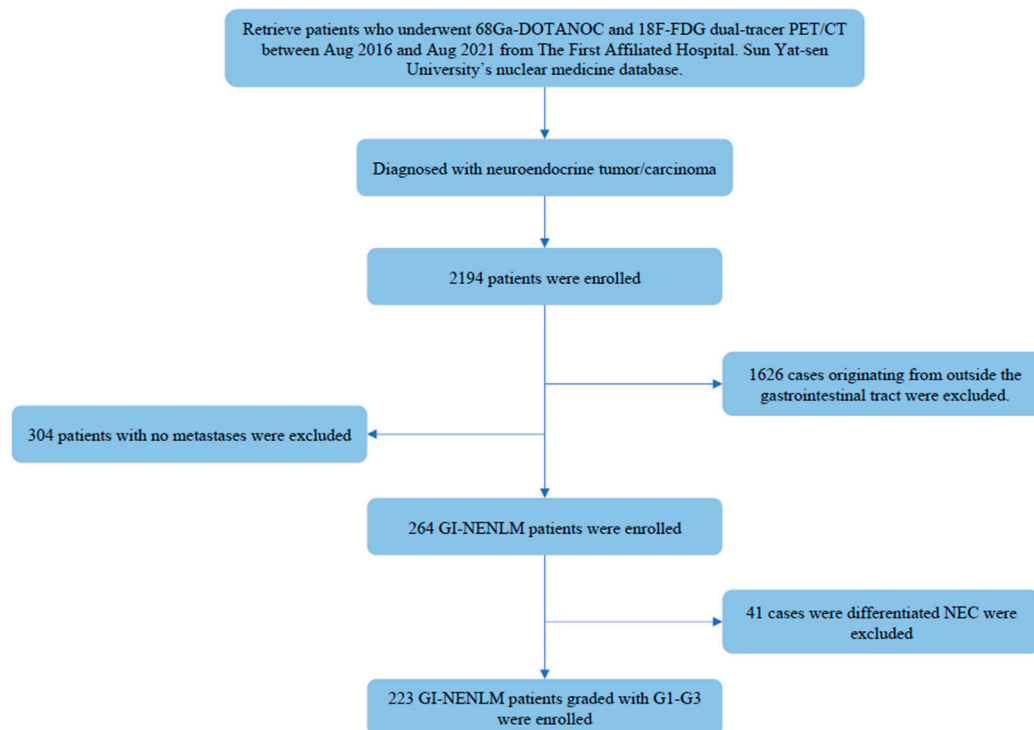 Retrieve patients who underwent 68Ga-DOTANOC and 18F-FDG dual-tracer PET/CT
between Aug 2016 and Aug 2021 from The First Affiliated Hospital. Sun Yat-sen
University's nuclear medicine database.
Diagnosed with neuroendocrine tumor/carcinoma
2194 patients were enrolled
1626 cases originating from outside the
gastrointestinal tract were excluded.
304 patients with no metastases were excluded
264 GI-NENLM patients were enrolled
41 cases were differentiated NEC were
excluded
223 GI-NENLM patients graded with G1-G3
were enrolled